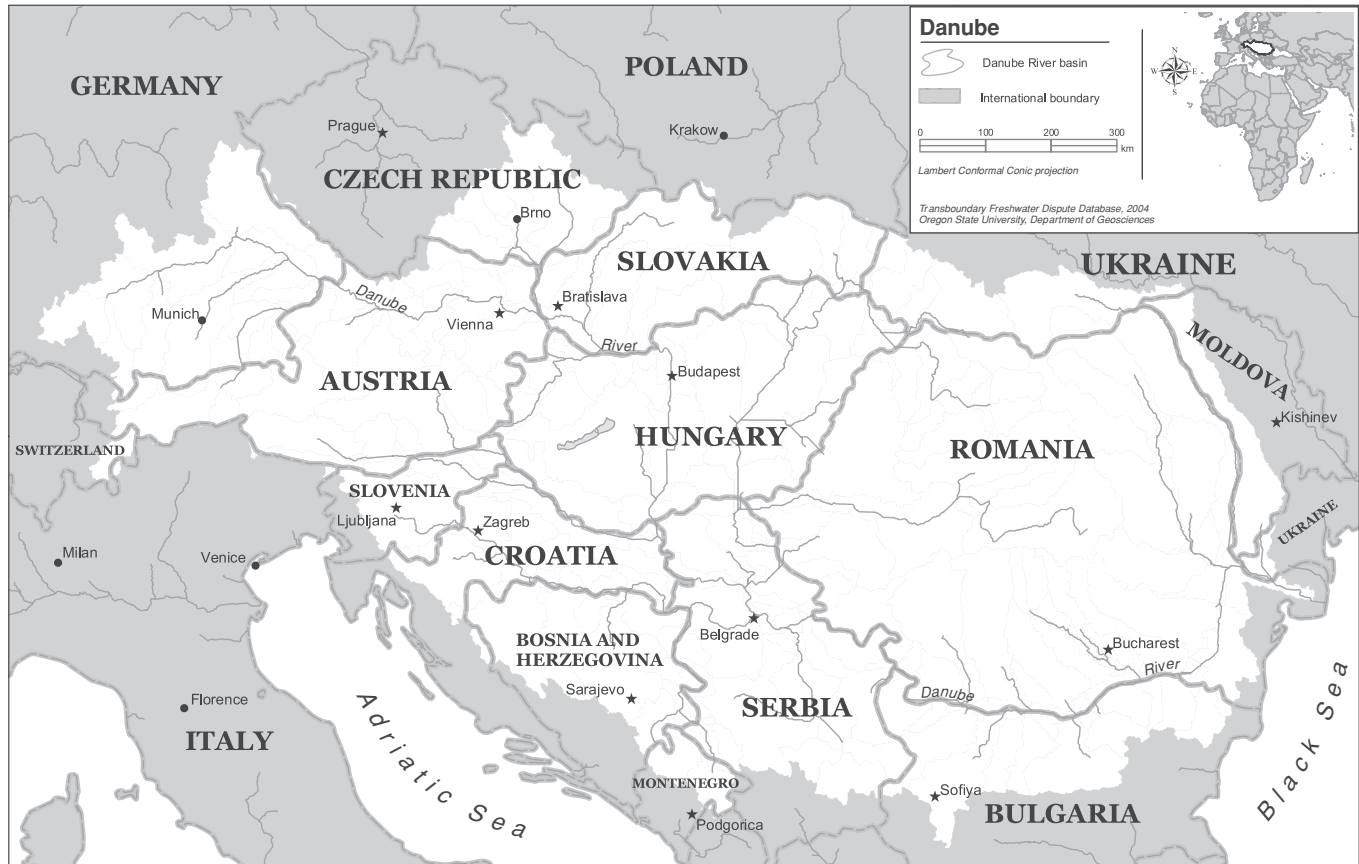 Danube
Danube River basin
International boundary
0 100 200 300
km
Lambert Conformal Conic projection
Transboundary Freshwater Dispute Database, 2004
Oregon State University, Department of Geosciences
N
W E
S
GERMANY
POLAND
Prague
Krakow
CZECH REPUBLIC
Brno
SLOVAKIA
UKRAINE
Munich
Danube
Vienna
Bratislava
River
MOLDOVA
Budapest
AUSTRIA
Kishinev
HUNGARY
ROMANIA
SWITZERLAND
SLOVENIA
Ljubljana
Zagreb
UKRAINE
Milan
Venice
CROATIA
Belgrade
BOSNIA AND
HERZEGOVINA
Bucharest
River
Sarajevo
Danube
Florence
SERBIA
ITALY
Adriatic Sea
Black Sea
MONTENEGRO
Sofiya
Podgorica
BULGARIA